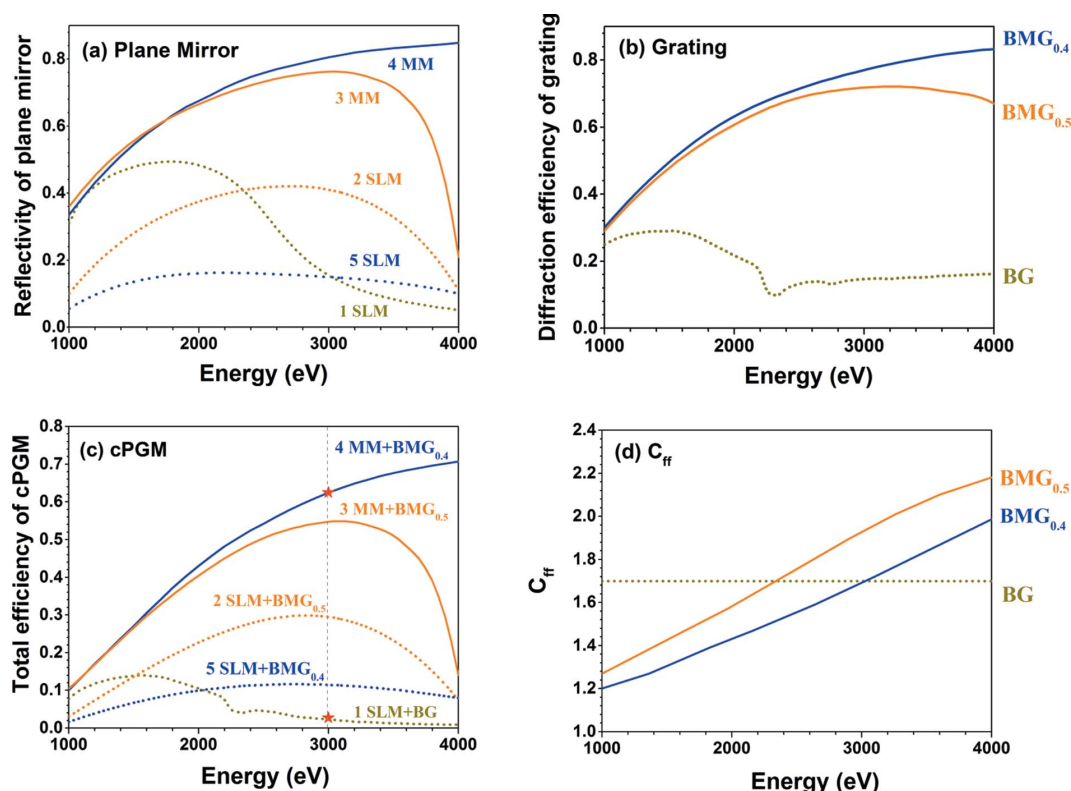 (a) Plane Mirror
Reflectivity of plane mirror
0.8
0.6
0.4
0.2
0.0
4 MM
3 MM
2 SLM
5 SLM
1 SLM
1000 2000 3000 4000
Energy (eV)
(b) Grating
Diffraction efficiency of grating
0.8
0.6
0.4
0.2
0.0
BMG0.4
BMG0.5
BG
1000 2000 3000 4000
Energy (eV)
(c) cPGM
Total efficiency of cPGM
0.8
0.7
0.6
0.5
0.4
0.3
0.2
0.1
0.0
4 MM+BMG0.4
3 MM+BMG0.5
2 SLM+BMG0.5
5 SLM+BMG0.4
1 SLM+BG
1000 2000 3000 4000
Energy (eV)
(d) Cff
Cff
2.4
2.2
2.0
1.8
1.6
1.4
1.2
1.0
BMG0.5
BMG0.4
BG
1000 2000 3000 4000
Energy (eV)